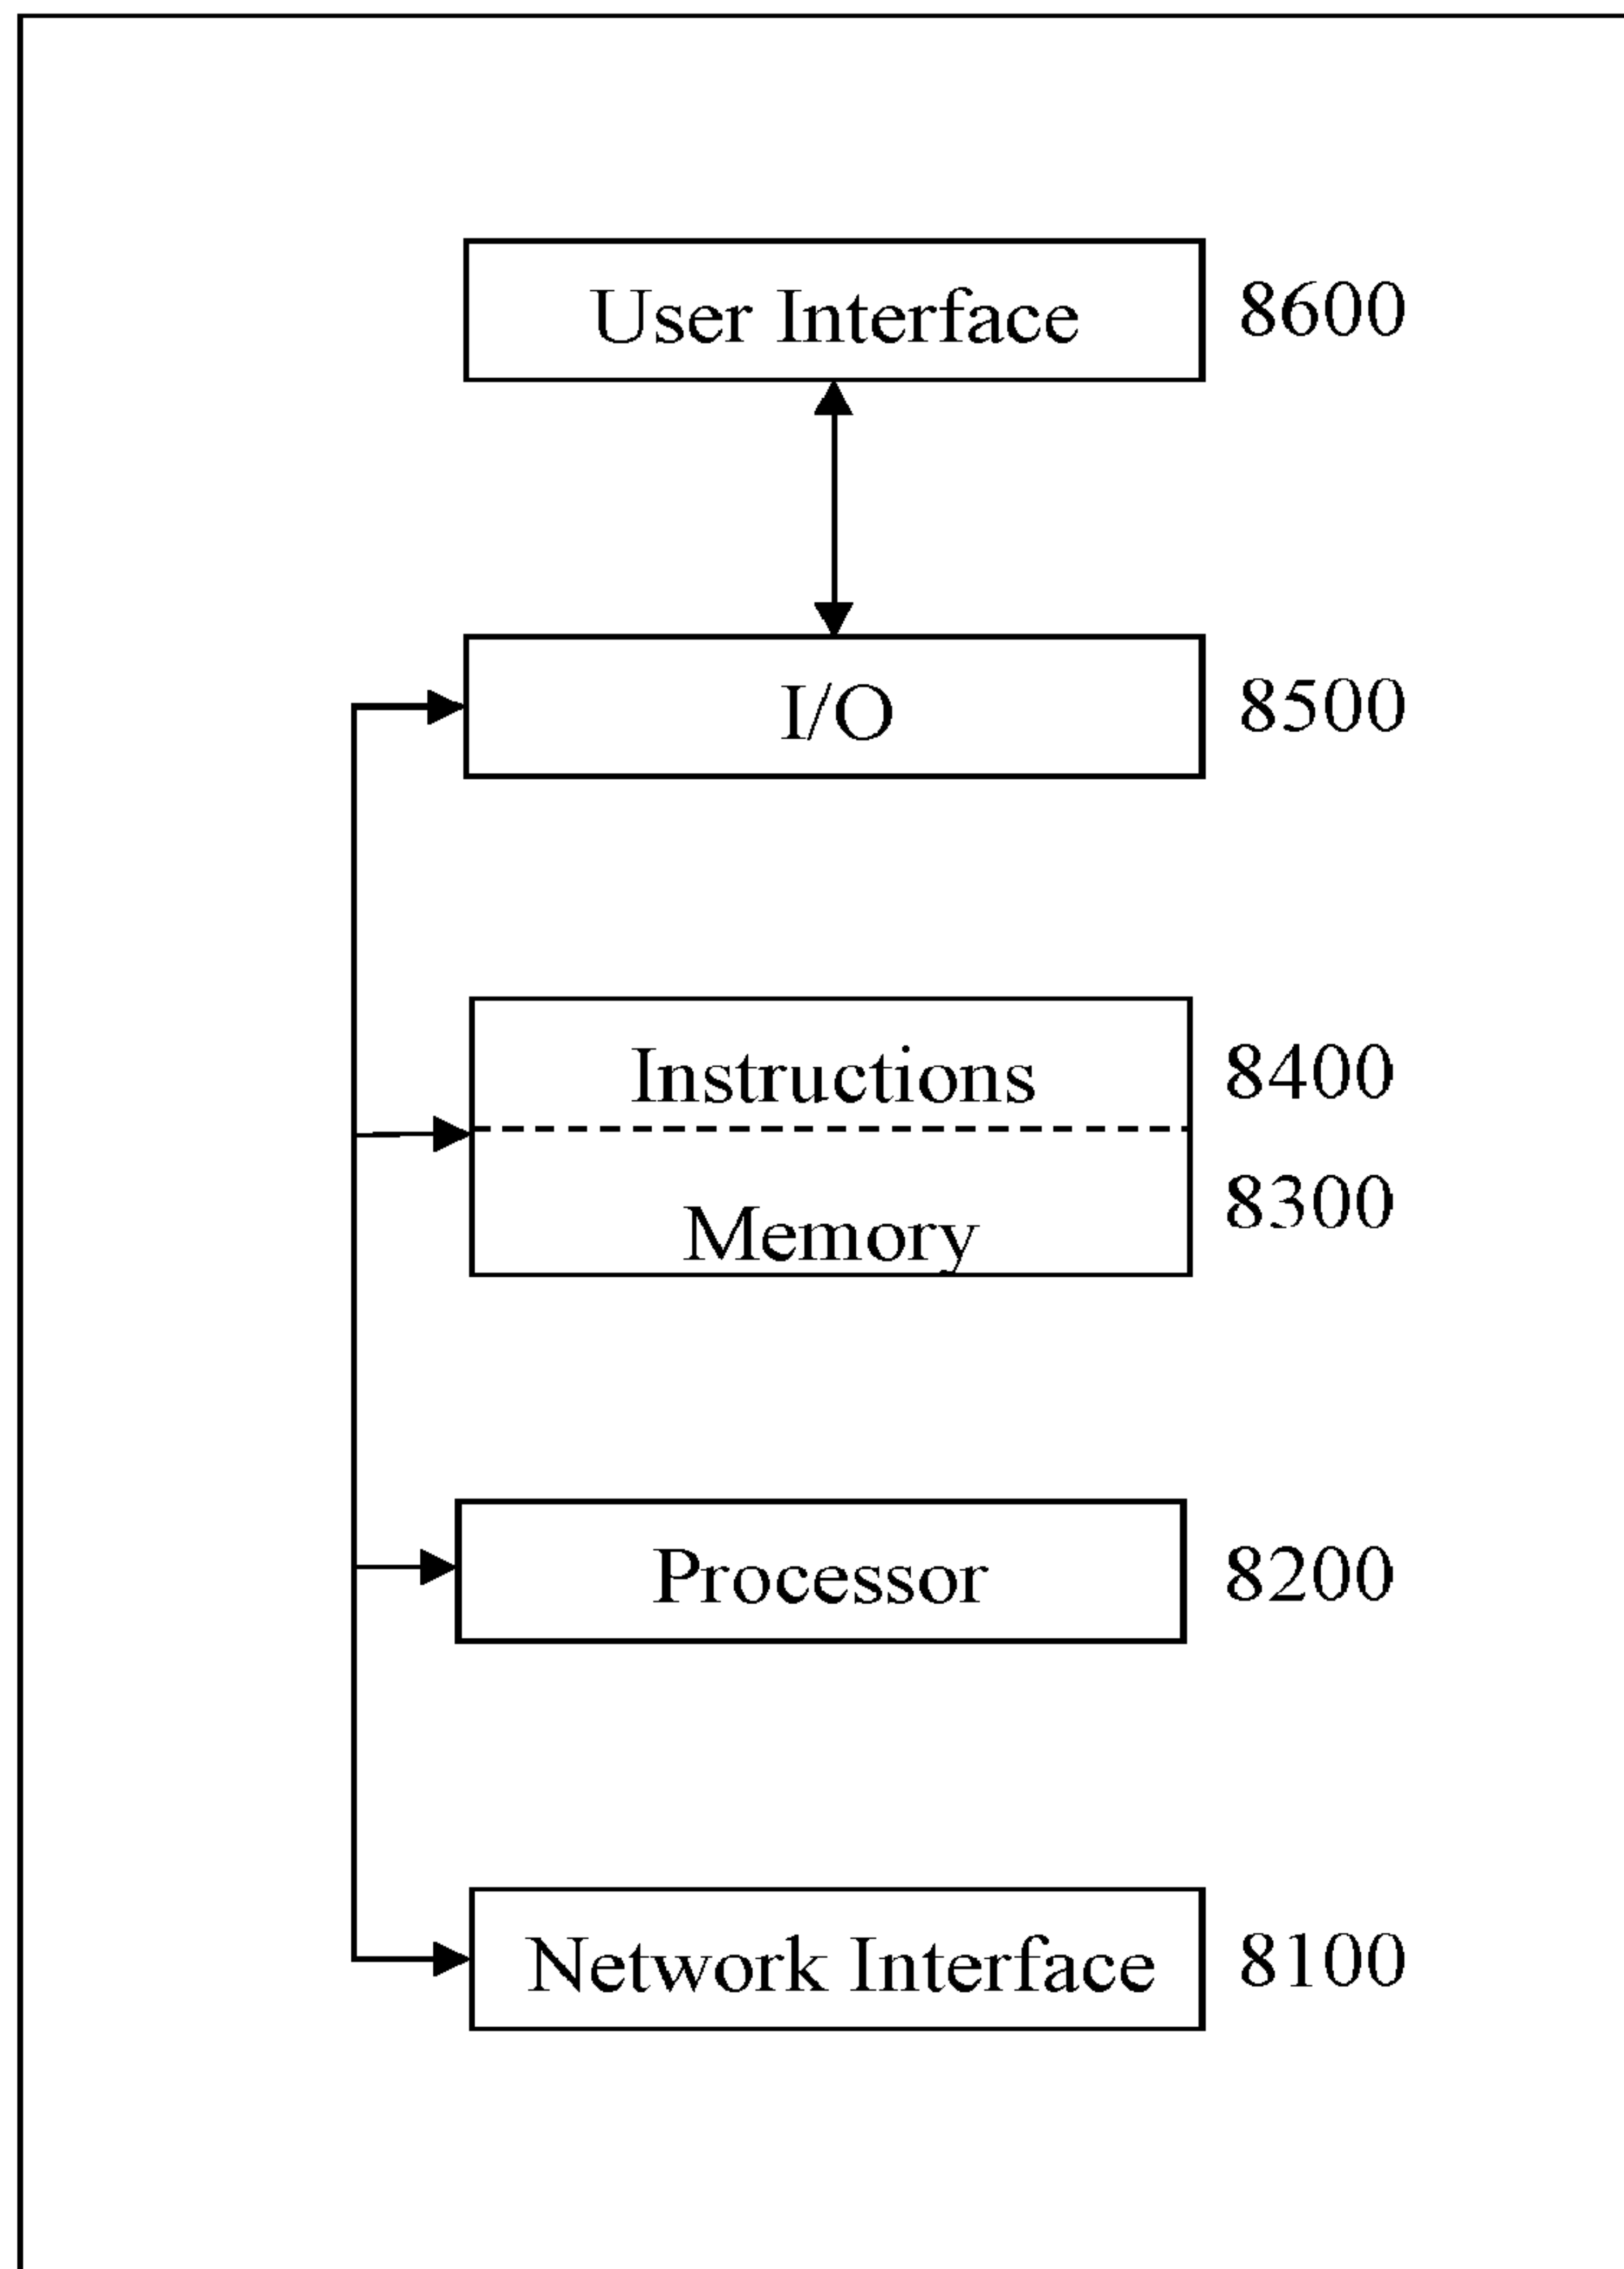 User Interface 8600
I/O 8500
Instructions 8400
Memory 8300
Processor 8200
Network Interface 8100